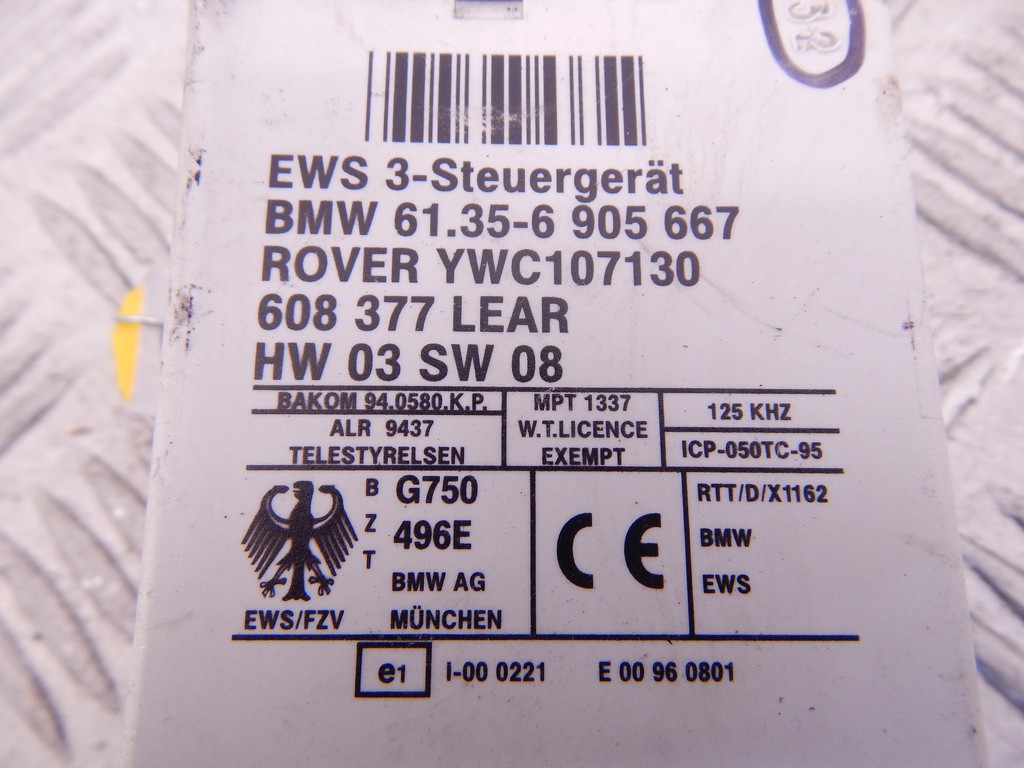 EWS 3-Steuergerät
BMW 61.35-6 905 667
ROVER YWC107130
608 377 LEAR
HW 03 SW 08
BAKOM 94.0580.K.P.
ALR 9437
TELESTYRELSEN
MPT 1337
W.T.LICENCE
EXEMPT
125 KHZ
ICP-050TC-95
BZT
G750
496E
BMW AG
MÜNCHEN
EWS/FZV
CE
RTT/D/X1162
BMW
EWS
e1 I-00 0221 E 00 96 0801